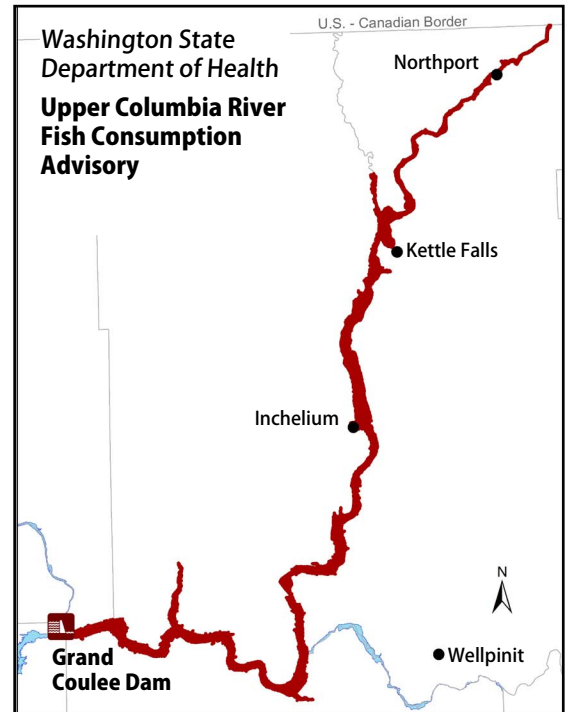 Washington State
Department of Health
Upper Columbia River
Fish Consumption
Advisory
U.S. - Canadian Border
Northport
Kettle Falls
Inchelium
N
Wellpinit
Grand
Coulee Dam